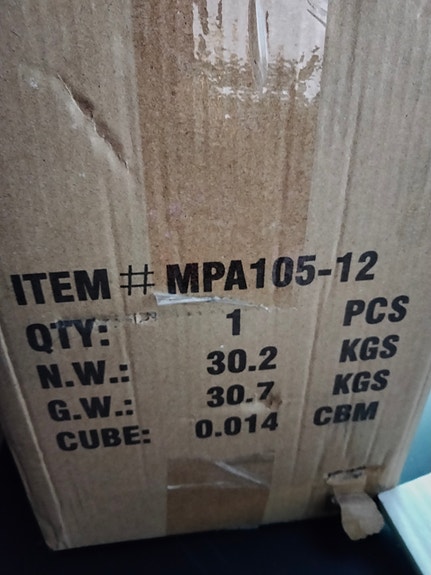 ITEM # MPA105-12
QTY: 1 PCS
N.W.: 30.2 KGS
G.W.: 30.7 KGS
CUBE: 0.014 CBM